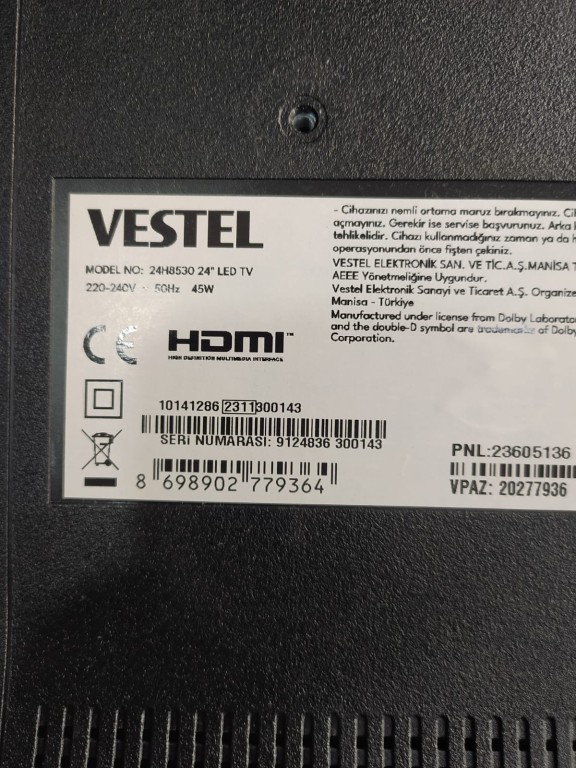 VESTEL
MODEL NO: 24H8530 24" LED TV
220-240V ~ 50Hz 45W
CE
HDMI™
HIGH DEFINITION MULTIMEDIA INTERFACE
- Cihazınızı nemli ortama maruz bırakmayınız.
açmayınız. Gerekir ise servise başvurunuz. Arka
tehlikelidir. Cihazı kullanmadığınız zaman ya da
operasyonundan önce fişten çekiniz.
VESTEL ELEKTRONİK SAN. VE TİC.A.Ş.MANİSA
AEEE Yönetmeliğine Uygundur.
Vestel Elektronik Sanayi ve Ticaret A.Ş. Organize
Manisa - Türkiye
Manufactured under license from Dolby
and the double-D symbol are trademarks of Dolby
Corporation.
10141286 2311 300143
SERİ NUMARASI: 9124836 300143
8 698902 779364
PNL:23605136
VPAZ: 20277936